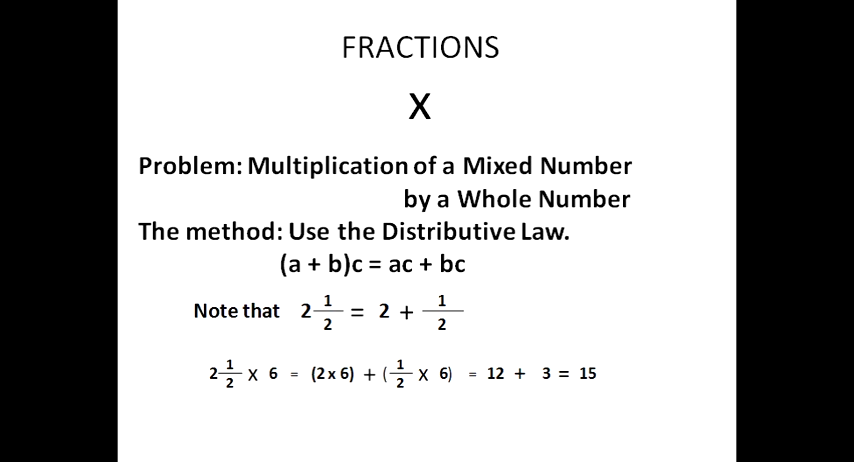 FRACTIONS
X
Problem: Multiplication of a Mixed Number
by a Whole Number
The method: Use the Distributive Law.
(a + b)c = ac + bc
Note that 2 1/2 = 2 + 1/2
2 1/2 X 6 = (2 x 6) + (1/2 X 6) = 12 + 3 = 15